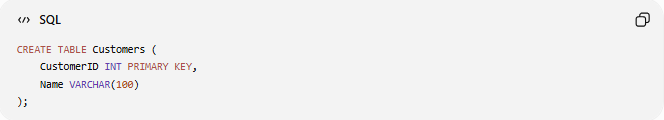 SQL
CREATE TABLE Customers (
    CustomerID INT PRIMARY KEY,
    Name VARCHAR(100)
);